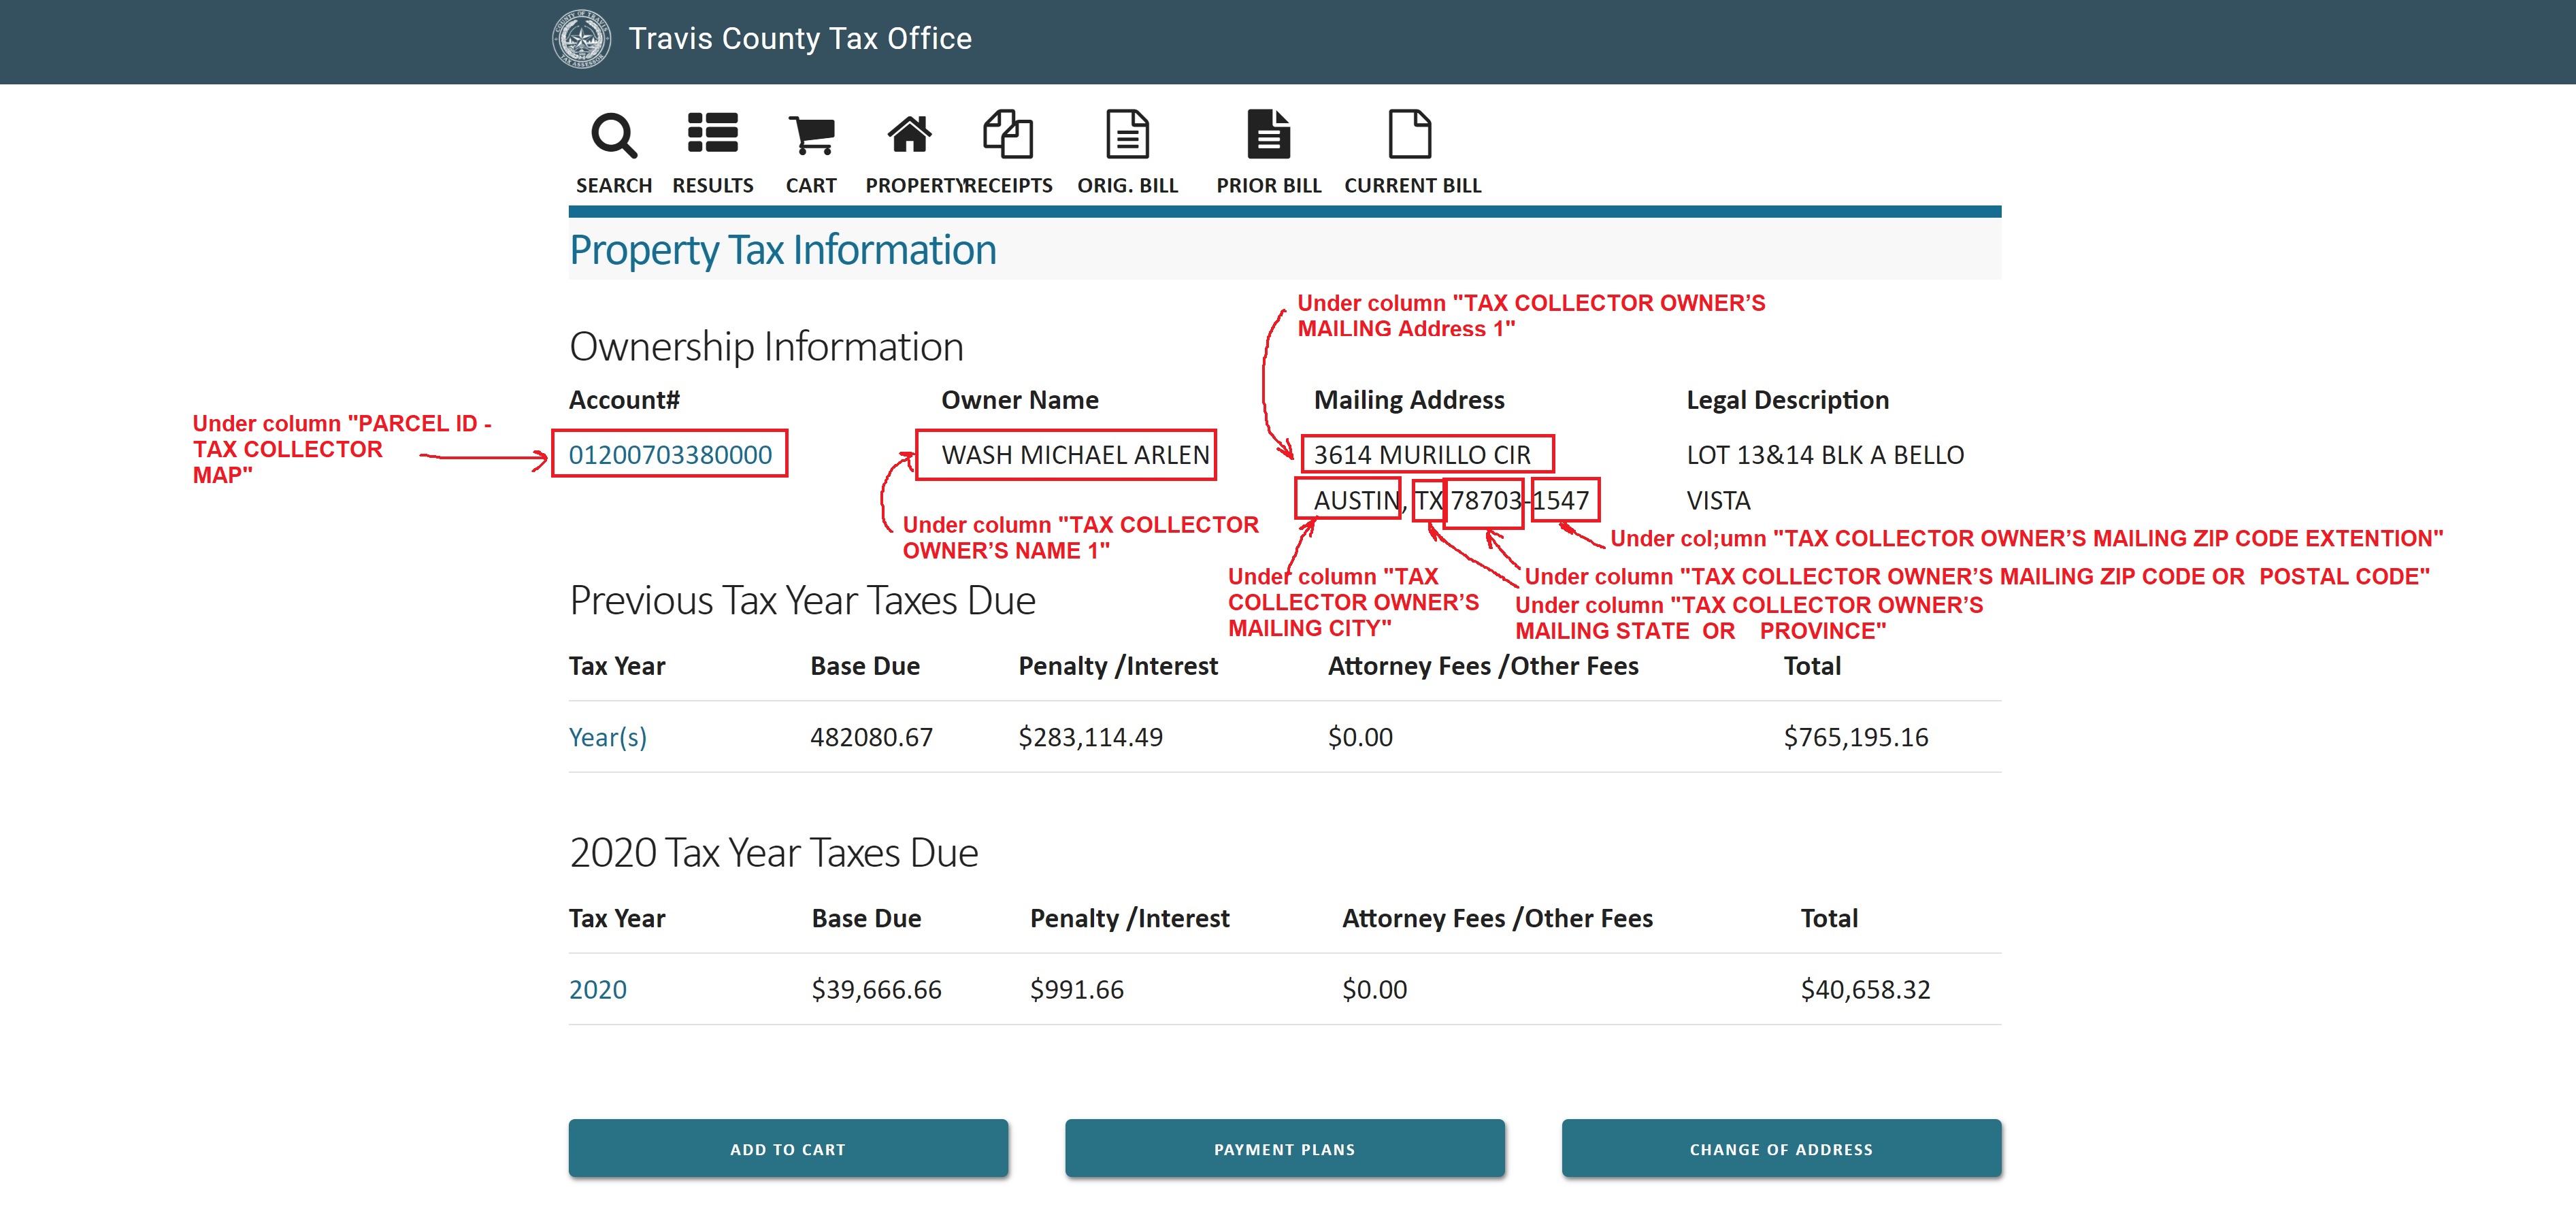 Travis County Tax Office
SEARCH RESULTS CART PROPERTY RECEIPTS ORIG. BILL PRIOR BILL CURRENT BILL
Property Tax Information
Under column "TAX COLLECTOR OWNER’S
MAILING Address 1"
Ownership Information
Account# Owner Name Mailing Address Legal Description
Under column "PARCEL ID -
TAX COLLECTOR
MAP"
01200703380000 WASH MICHAEL ARLEN 3614 MURILLO CIR LOT 13&14 BLK A BELLO
AUSTIN, TX 78703-1547 VISTA
Under column "TAX COLLECTOR
OWNER’S NAME 1"
Under col;umn "TAX COLLECTOR OWNER’S MAILING ZIP CODE EXTENTION"
Under column "TAX
COLLECTOR OWNER’S
MAILING CITY"
Under column "TAX COLLECTOR OWNER’S MAILING ZIP CODE OR POSTAL CODE"
Under column "TAX COLLECTOR OWNER’S
MAILING STATE OR PROVINCE"
Previous Tax Year Taxes Due
Tax Year Base Due Penalty /Interest Attorney Fees /Other Fees Total
Year(s) 482080.67 $283,114.49 $0.00 $765,195.16
2020 Tax Year Taxes Due
Tax Year Base Due Penalty /Interest Attorney Fees /Other Fees Total
2020 $39,666.66 $991.66 $0.00 $40,658.32
ADD TO CART PAYMENT PLANS CHANGE OF ADDRESS